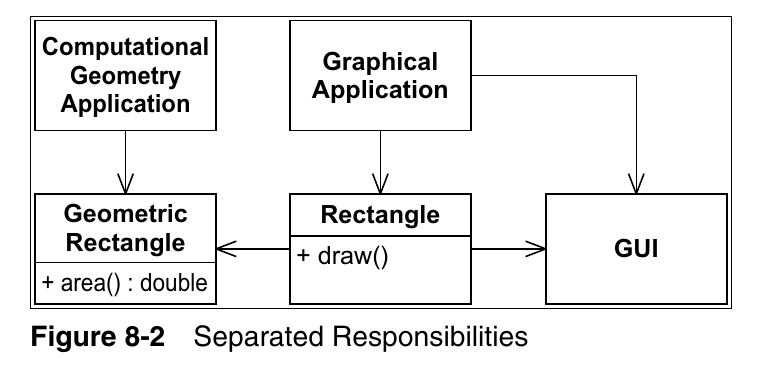 Computational
Geometry
Application
Graphical
Application
Geometric
Rectangle
+ area() : double
Rectangle
+ draw()
GUI
Figure 8-2 Separated Responsibilities